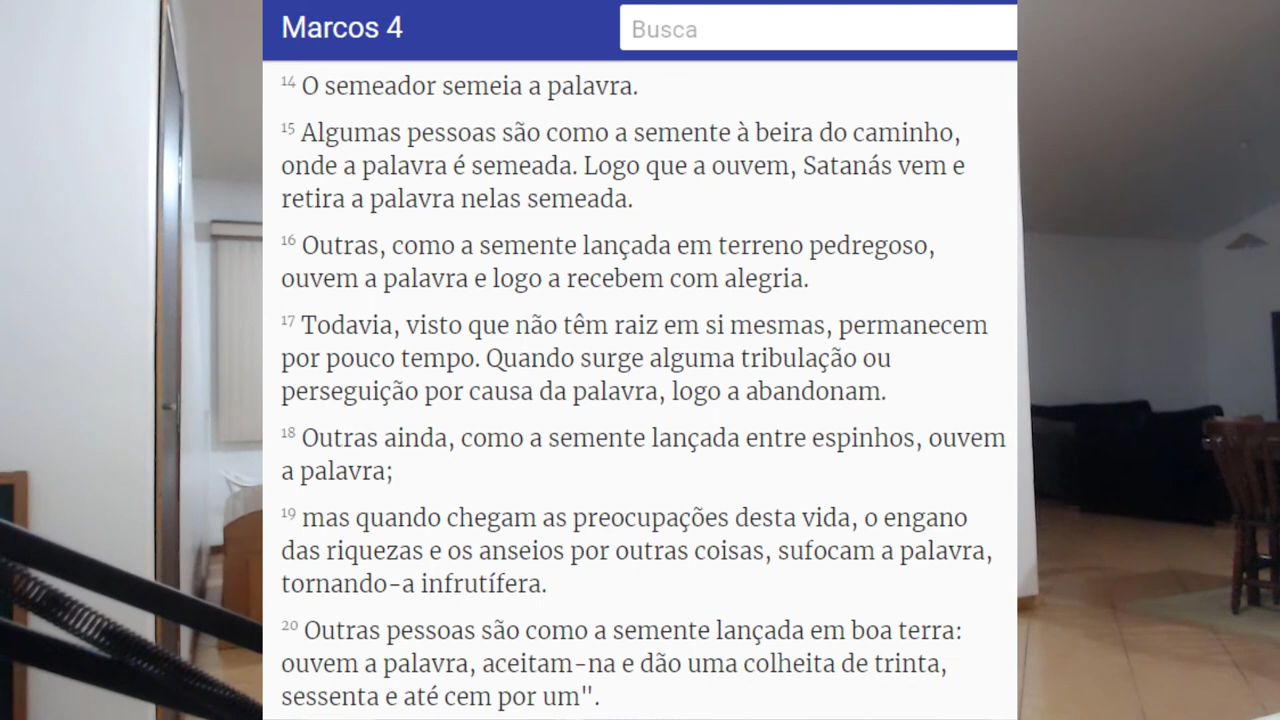 Marcos 4
Busca
14 O semeador semeia a palavra.
15 Algumas pessoas são como a semente à beira do caminho,
onde a palavra é semeada. Logo que a ouvem, Satanás vem e
retira a palavra nelas semeada.
16 Outras, como a semente lançada em terreno pedregoso,
ouvem a palavra e logo a recebem com alegria.
17 Todavia, visto que não têm raiz em si mesmas, permanecem
por pouco tempo. Quando surge alguma tribulação ou
perseguição por causa da palavra, logo a abandonam.
18 Outras ainda, como a semente lançada entre espinhos, ouvem
a palavra;
19 mas quando chegam as preocupações desta vida, o engano
das riquezas e os anseios por outras coisas, sufocam a palavra,
tornando-a infrutífera.
20 Outras pessoas são como a semente lançada em boa terra:
ouvem a palavra, aceitam-na e dão uma colheita de trinta,
sessenta e até cem por um".